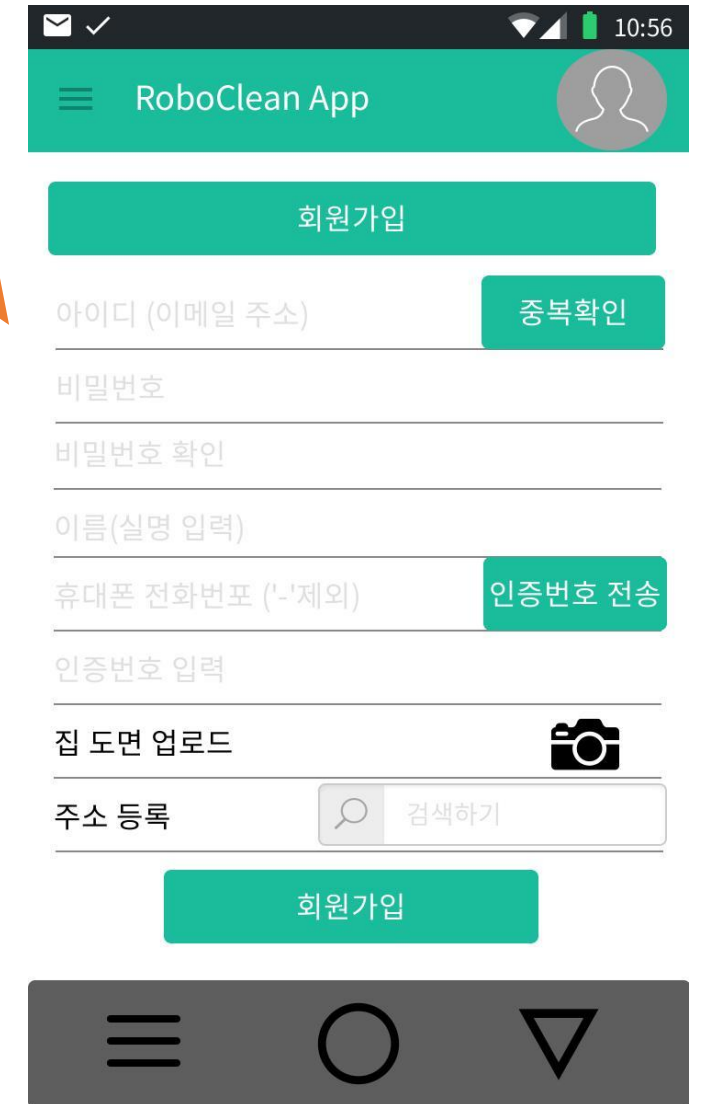 10:56
RoboClean App
회원가입
아이디 (이메일 주소)
중복확인
비밀번호
비밀번호 확인
이름(실명 입력)
휴대폰 전화번포 ('-'제외)
인증번호 전송
인증번호 입력
집 도면 업로드
주소 등록
검색하기
회원가입